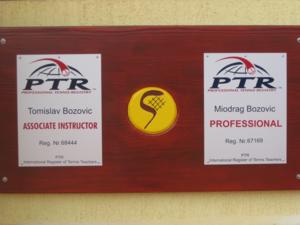 PTR
PROFESSIONAL TENNIS REGISTRY
Tomislav Bozovic
ASSOCIATE INSTRUCTOR
Reg. Nr.68444
PTR
International Register of Tennis Teachers
PTR
PROFESSIONAL TENNIS REGISTRY
Miodrag Bozovic
PROFESSIONAL
Reg. Nr.67169
PTR
International Register of Tennis Teachers